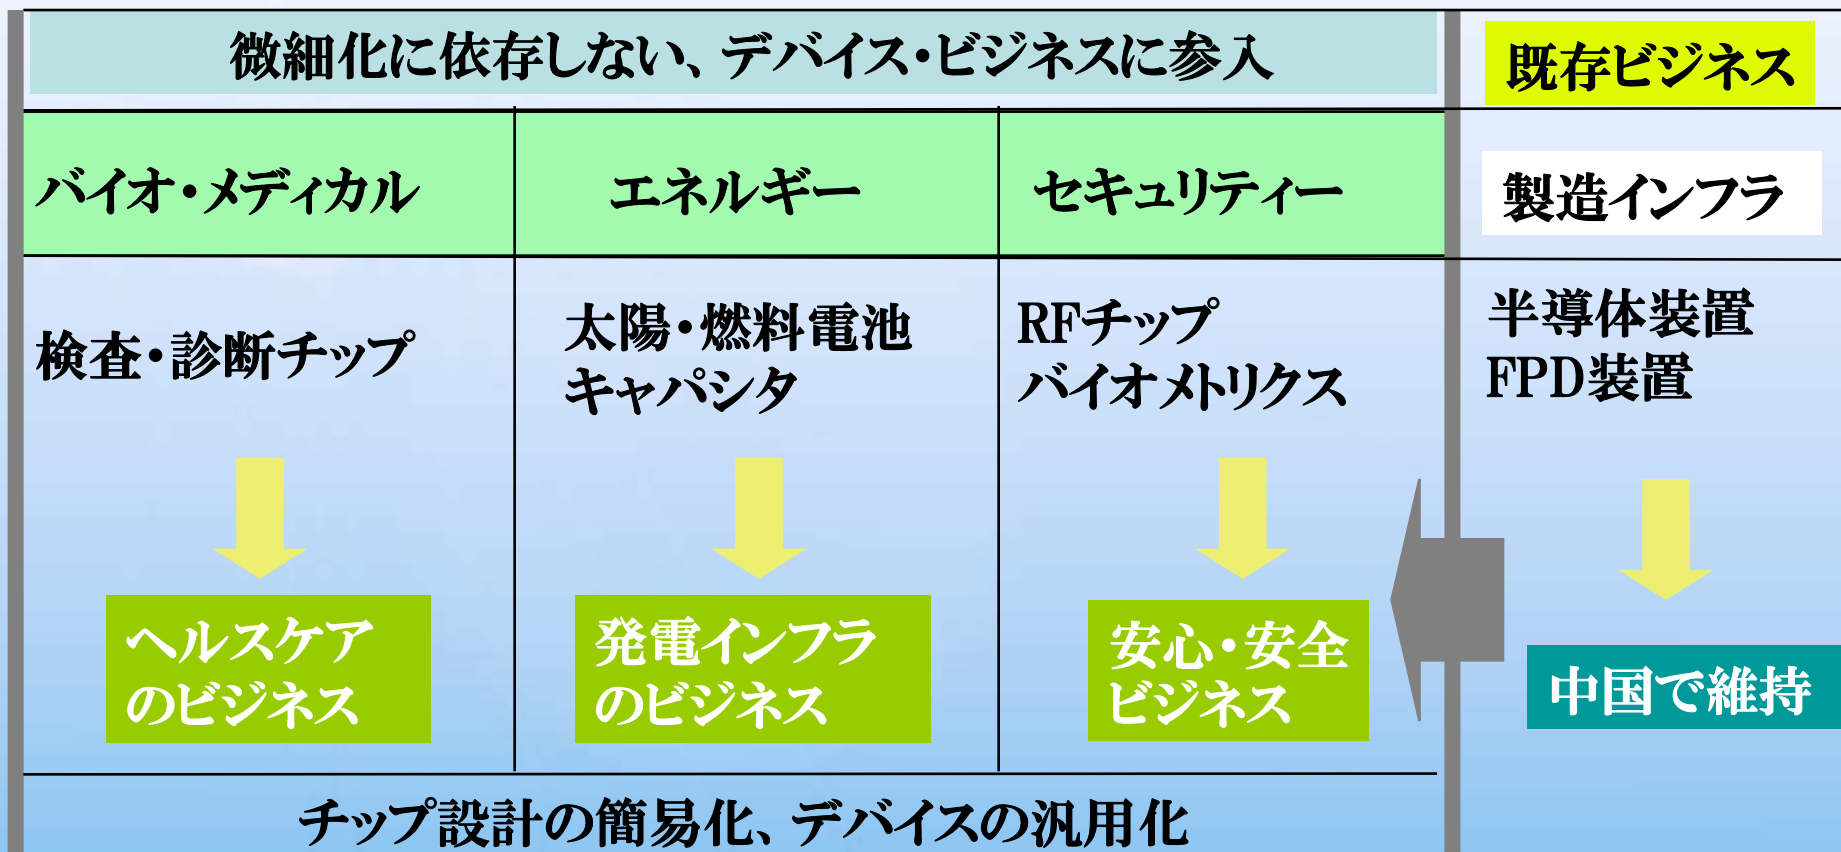 微細化に依存しない、デバイス・ビジネスに参入
既存ビジネス
バイオ・メディカル
エネルギー
セキュリティー
製造インフラ
検査・診断チップ
太陽・燃料電池
キャパシタ
RFチップ
バイオメトリクス
半導体装置
FPD装置
ヘルスケア
のビジネス
発電インフラ
のビジネス
安心・安全
ビジネス
中国で維持
チップ設計の簡易化、デバイスの汎用化